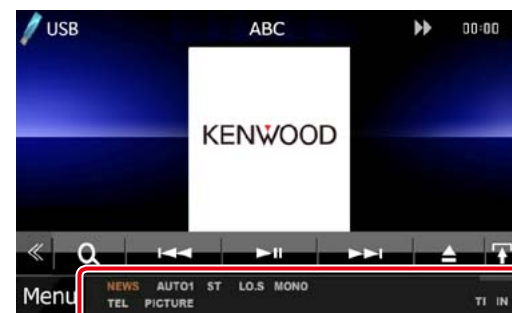 USB ABC 00:00
KENWOOD
Menu
NEWS AUTO1 ST LO.S MONO
TEL PICTURE TI IN